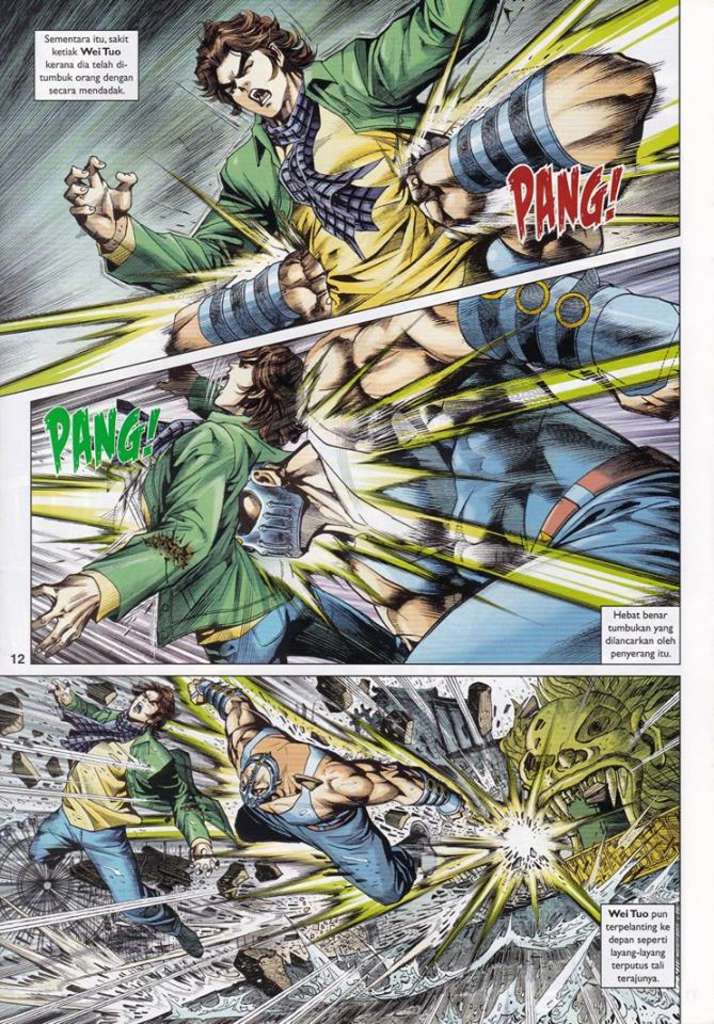 Sementara itu, sakit
ketiak Wei Tuo
kerana dia telah di-
tumbuk orang dengan
secara mendadak.
PANG!
PANG!
Hebat benar
tumbukan yang
dilancarkan oleh
penyerang itu.
12
Wei Tuo pun
terpelanting ke
depan seperti
layang-layang
terputus tali
terajunya.